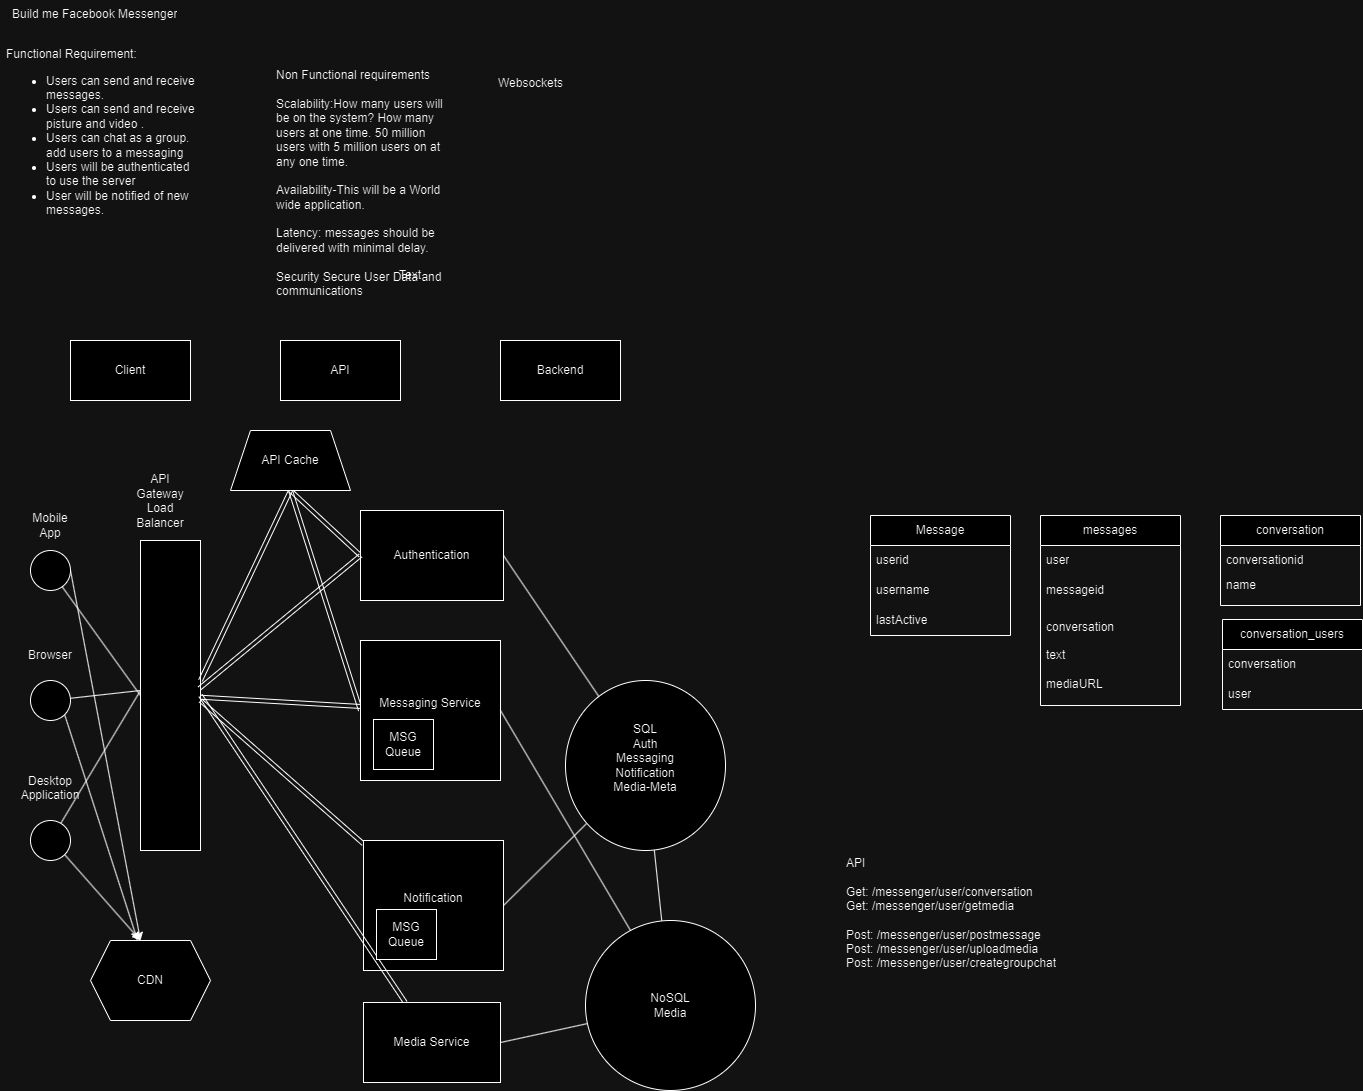 Build me Facebook Messenger
Functional Requirement:
Users can send and receive
messages.
Users can send and receive
pisture and video .
Users can chat as a group.
add users to a messaging
Users will be authenticated
to use the server
User will be notified of new
messages.
Non Functional requirements
Scalability:How many users will
be on the system? How many
users at one time. 50 million
users with 5 million users on at
any one time.
Availability-This will be a World
wide application.
Latency: messages should be
delivered with minimal delay.
Security Secure User Data and
communications
Text
Websockets
Client
API
Backend
API Cache
API
Gateway
Load
Balancer
Mobile
App
Browser
Desktop
Application
CDN
Authentication
Messaging Service
MSG
Queue
Notification
MSG
Queue
Media Service
SQL
Auth
Messaging
Notification
Media-Meta
NoSQL
Media
Message
userid
username
lastActive
messages
user
messageid
conversation
text
mediaURL
conversation
conversationid
name
conversation_users
conversation
user
API
Get: /messenger/user/conversation
Get: /messenger/user/getmedia
Post: /messenger/user/postmessage
Post: /messenger/user/uploadmedia
Post: /messenger/user/creategroupchat